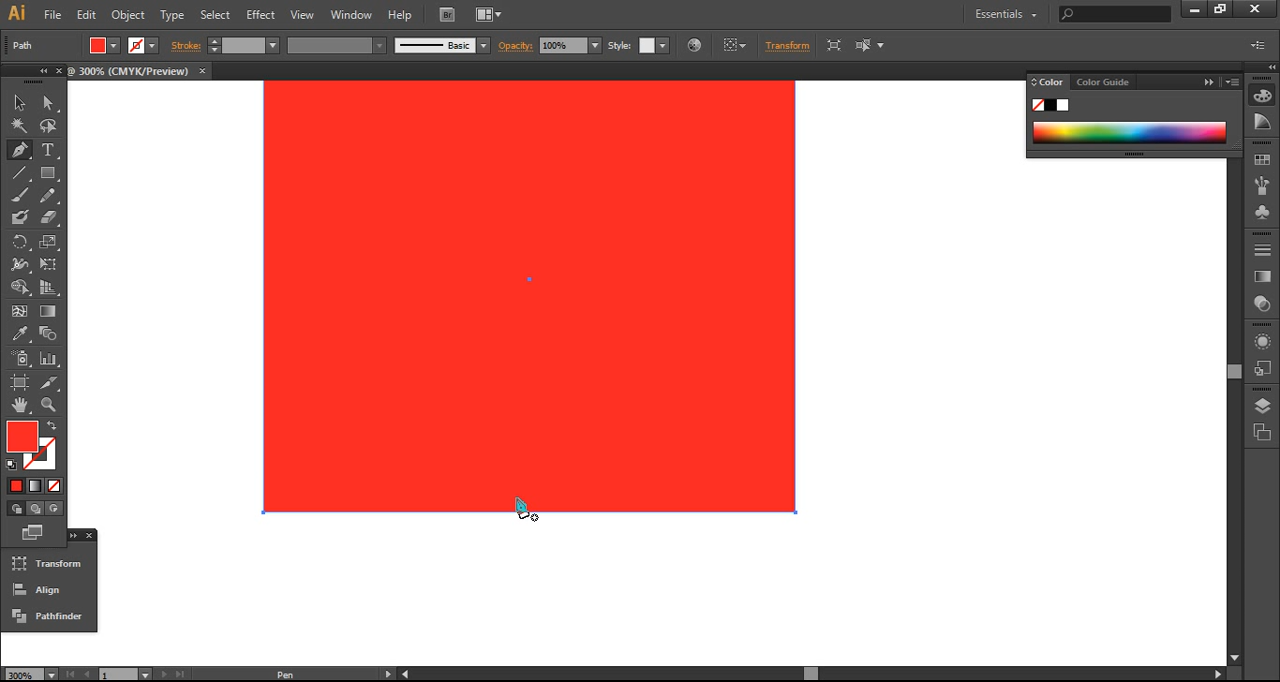 Ai File Edit Object Type Select Effect View Window Help Br Essentials
Path Stroke: Basic Opacity: 100% Style: Transform
@ 300% (CMYK/Preview) ×
Color Color Guide
T
Transform
Align
Pathfinder
300% 1 Pen